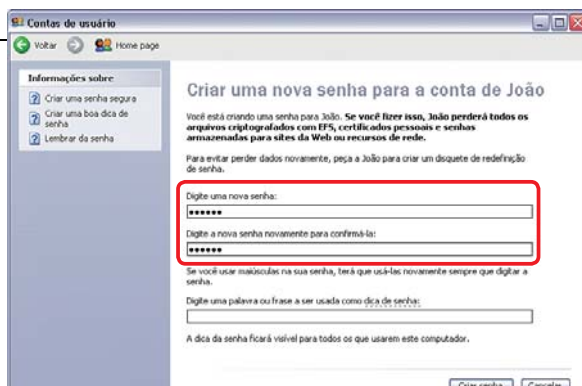 Contas de usuário
Voltar Home page
Informações sobre
Criar uma senha segura
Criar uma boa dica de
senha
Lembrar da senha
Criar uma nova senha para a conta de João
Você está criando uma senha para João. Se você fizer isso, João perderá todos os
arquivos criptografados com EFS, certificados pessoais e senhas
armazenadas para sites da Web ou recursos de rede.
Para evitar perder dados novamente, peça a João para criar um disquete de redefinição
de senha.
Digite uma nova senha:
••••••
Digite a nova senha novamente para confirmá-la:
••••••
Se você usar maiúsculas na sua senha, terá que usá-las novamente sempre que digitar a
senha.
Digite uma palavra ou frase a ser usada como dica de senha:
A dica da senha ficará visível para todos os que usarem este computador.
Criar senha Cancelar